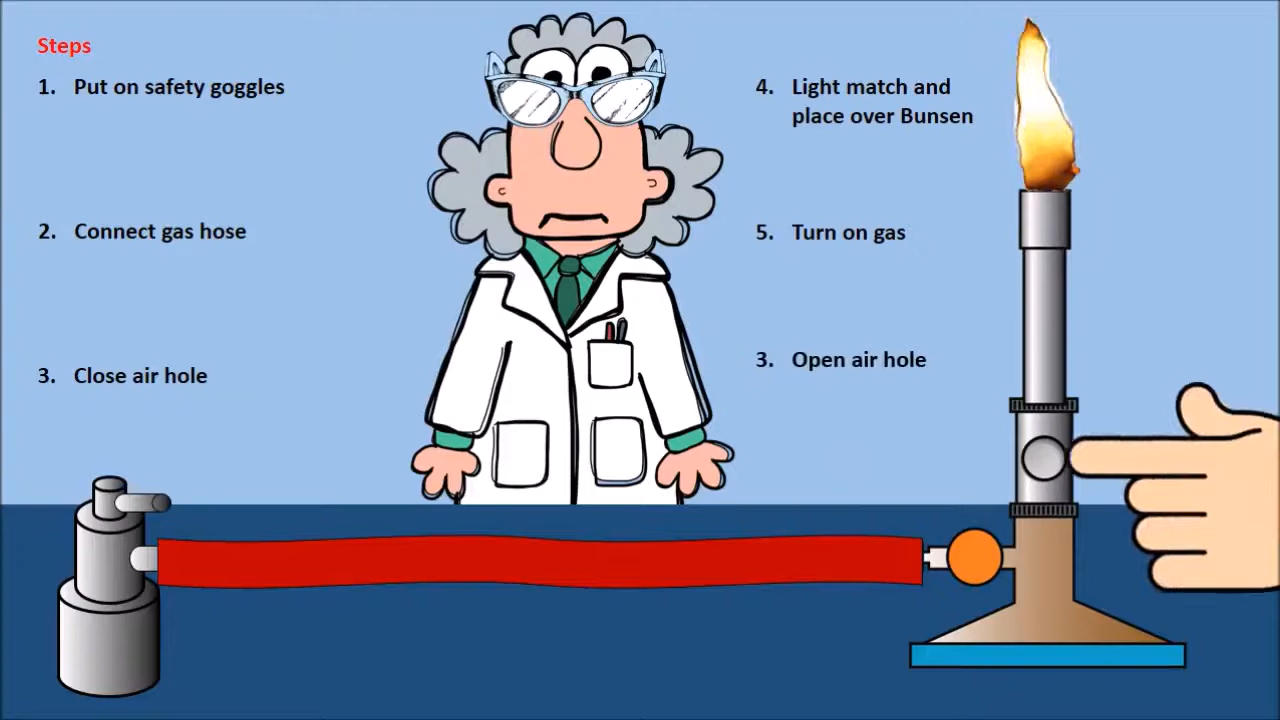 Steps
1. Put on safety goggles
2. Connect gas hose
3. Close air hole
4. Light match and
place over Bunsen
5. Turn on gas
3. Open air hole